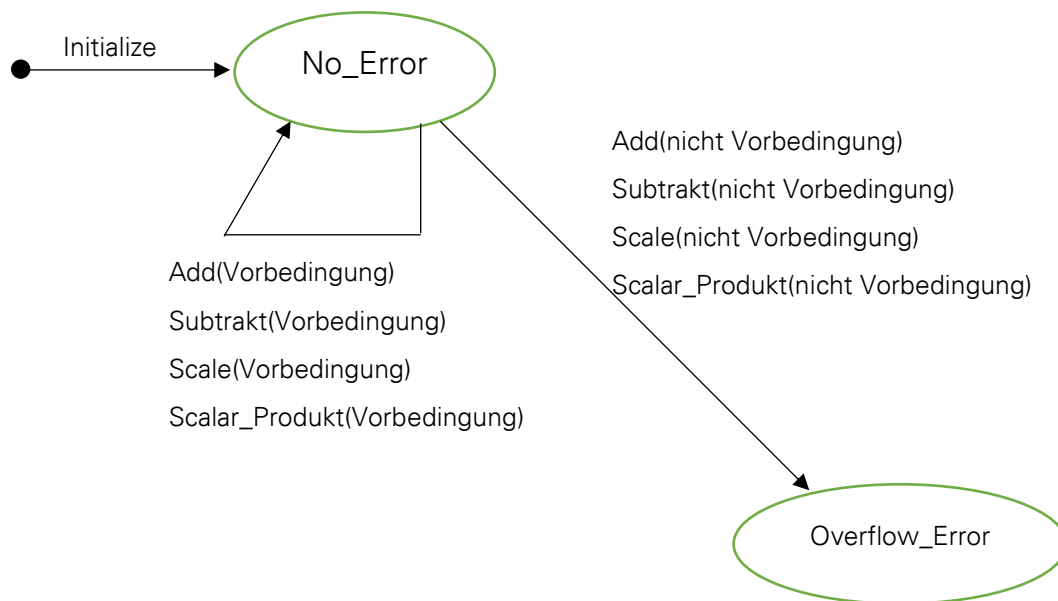 Initialize
No_Error
Add(nicht Vorbedingung)
Subtrakt(nicht Vorbedingung)
Scale(nicht Vorbedingung)
Scalar_Produkt(nicht Vorbedingung)
Add(Vorbedingung)
Subtrakt(Vorbedingung)
Scale(Vorbedingung)
Scalar_Produkt(Vorbedingung)
Overflow_Error